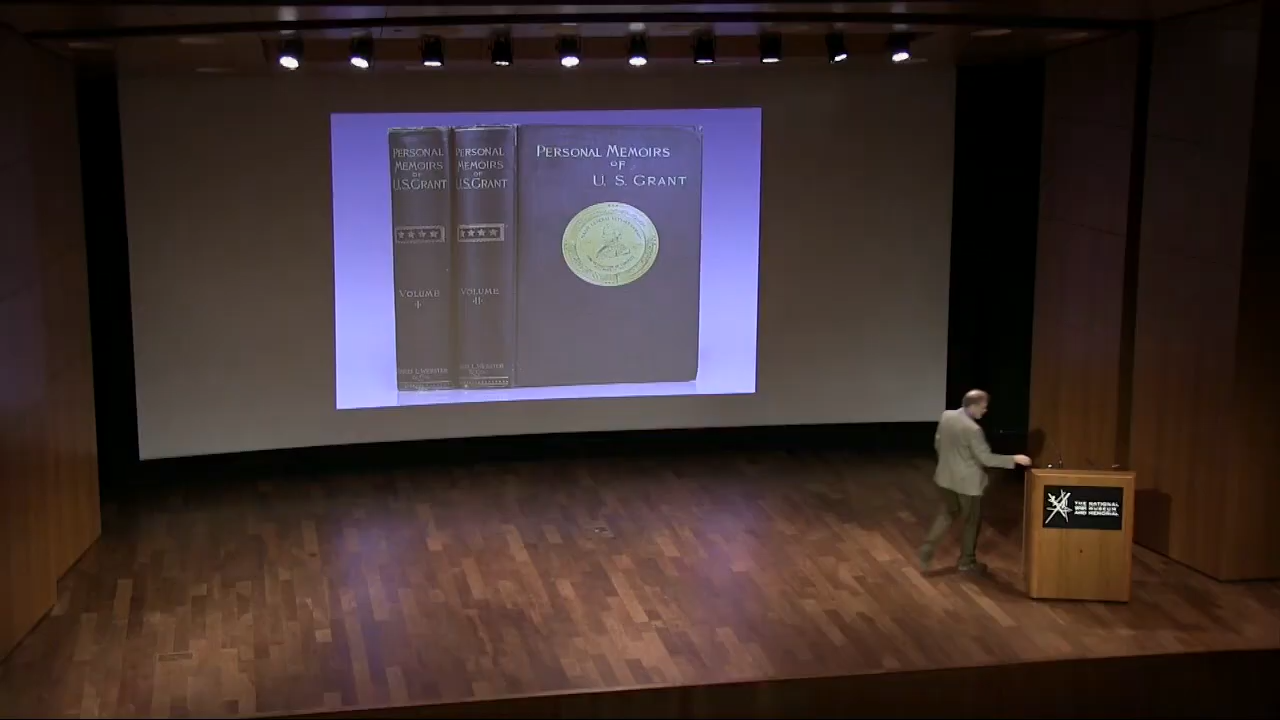 PERSONAL
MEMOIRS
OF
U.S. GRANT
VOLUME
I
PERSONAL
MEMOIRS
OF
U.S. GRANT
VOLUME
II
PERSONAL MEMOIRS
OF
U. S. GRANT
THE NATIONAL
WWI MUSEUM
AND MEMORIAL